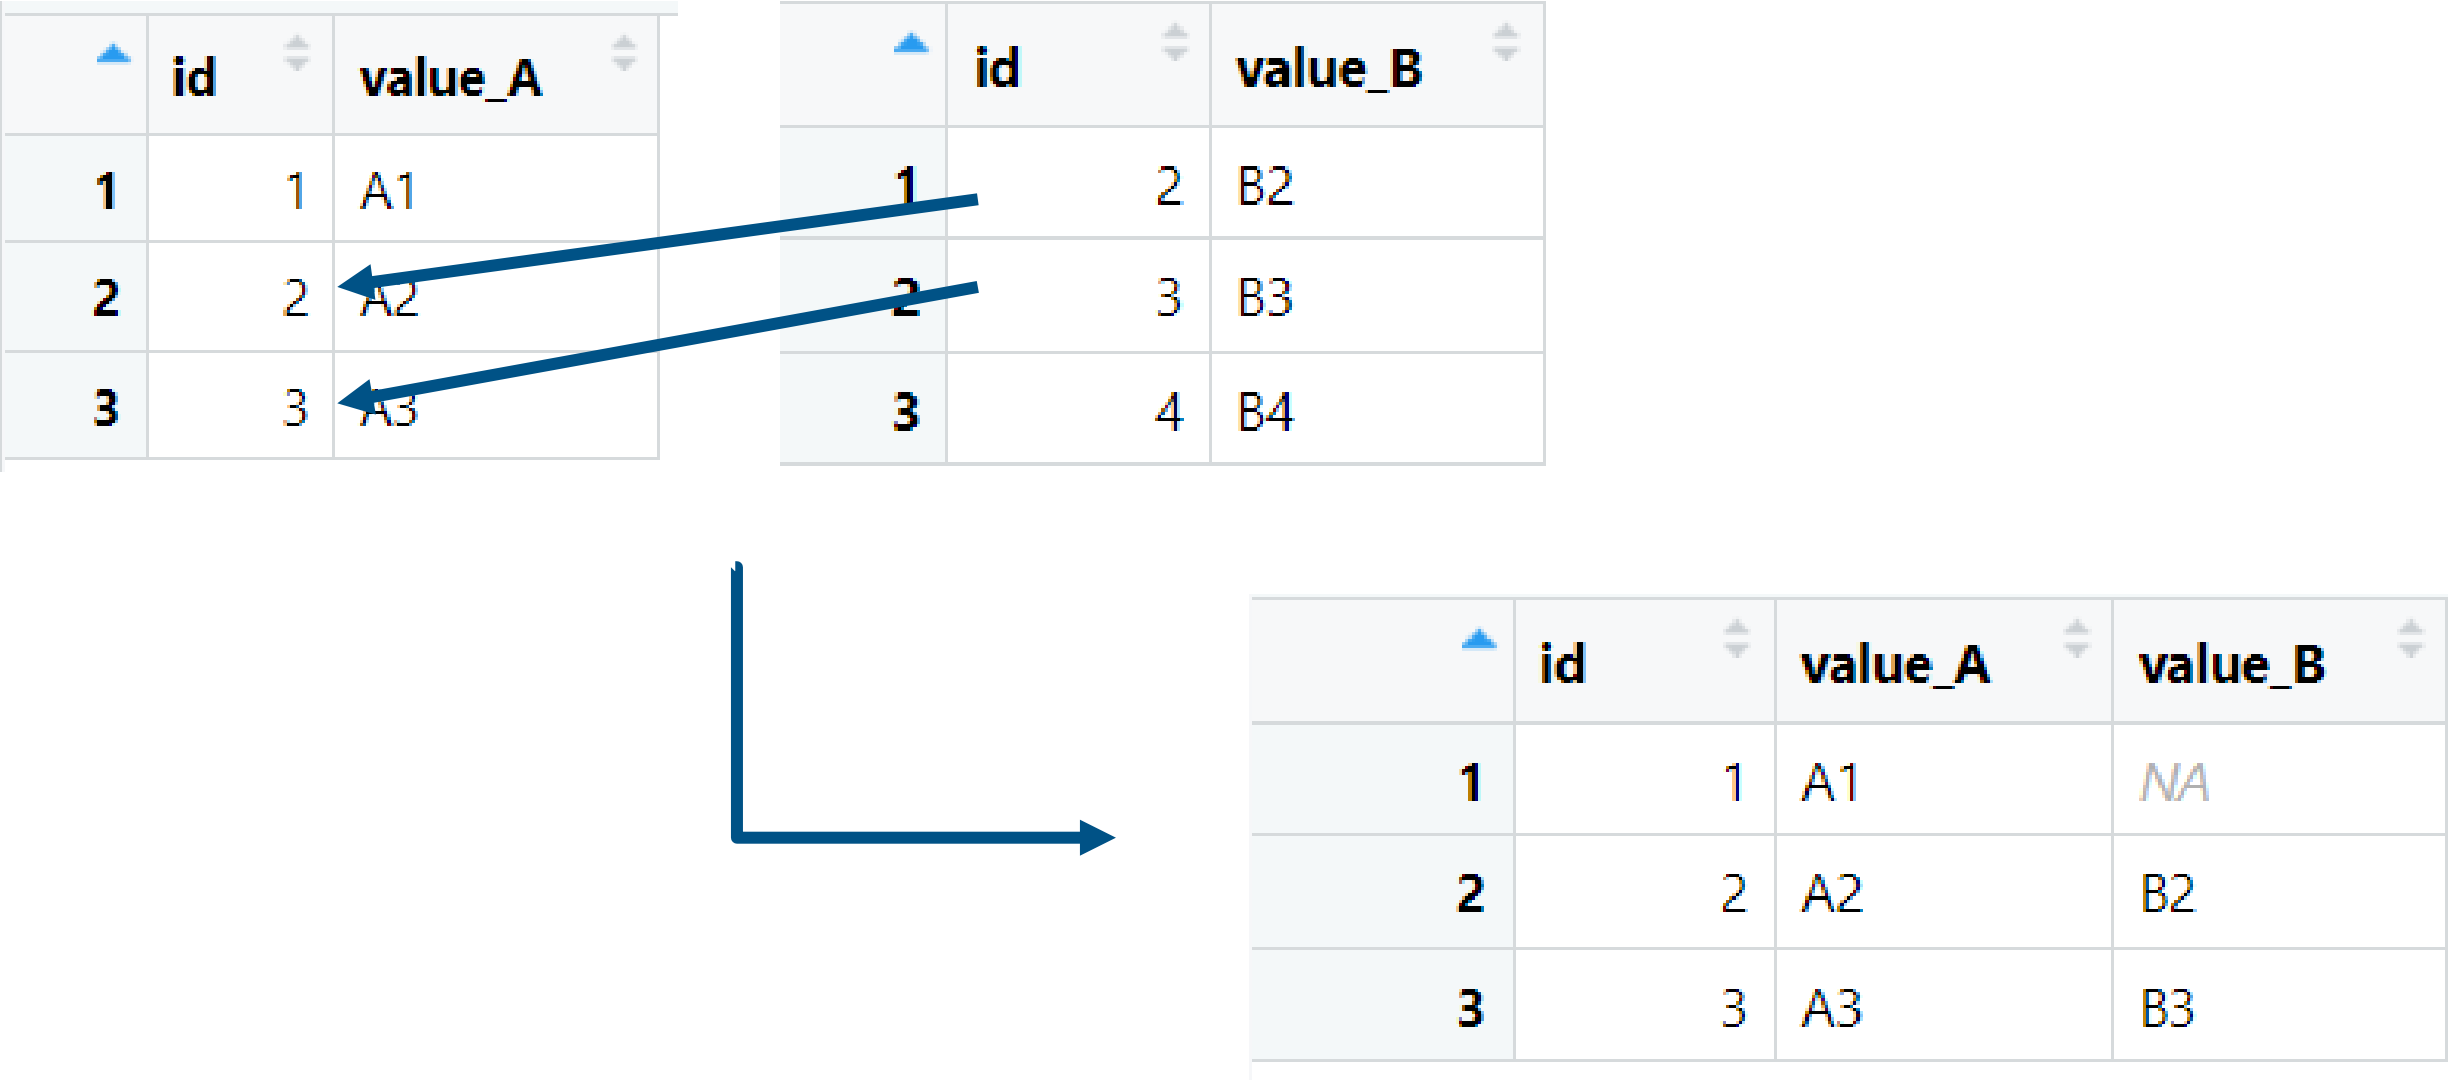 id value_A
1 1 A1
2 2 A2
3 3 A3
id value_B
1 2 B2
2 3 B3
3 4 B4
id value_A value_B
1 1 A1 NA
2 2 A2 B2
3 3 A3 B3